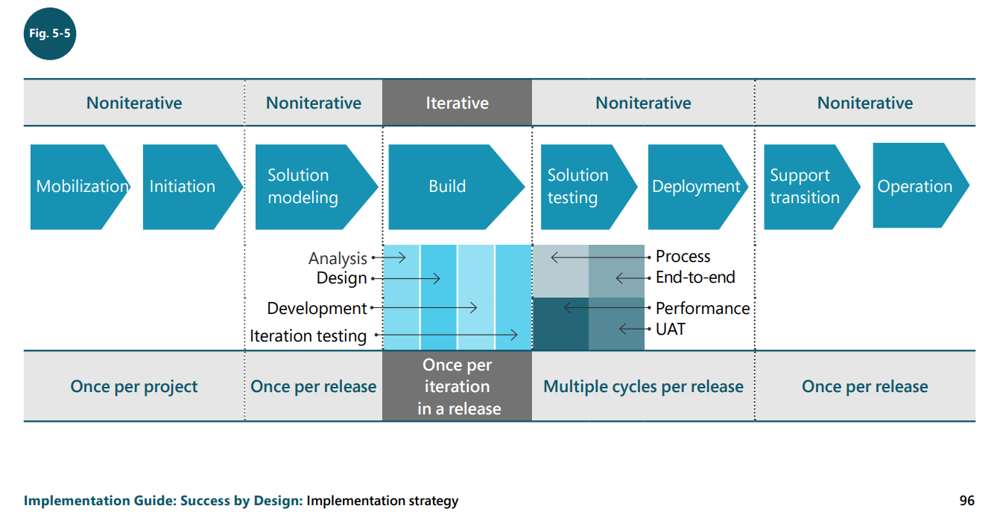 Fig. 5-5
Noniterative
Noniterative
Iterative
Noniterative
Noniterative
Mobilization
Initiation
Solution
modeling
Build
Solution
testing
Deployment
Support
transition
Operation
Analysis
Design
Development
Iteration testing
Process
End-to-end
Performance
UAT
Once per project
Once per release
Once per
iteration
in a release
Multiple cycles per release
Once per release
Implementation Guide: Success by Design: Implementation strategy
96